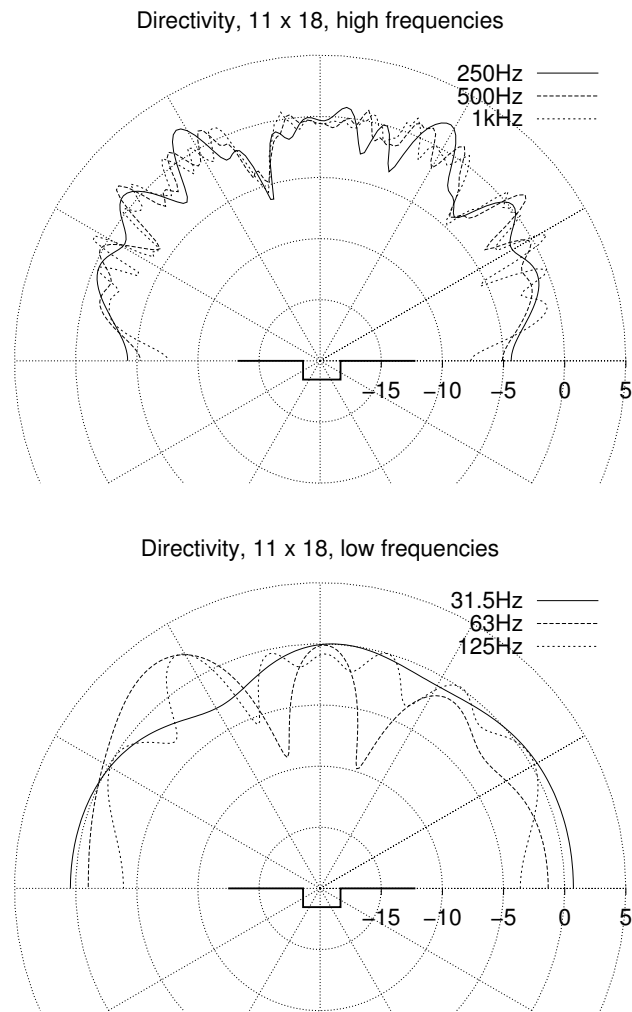 Directivity, 11 x 18, high frequencies
250Hz
500Hz
1kHz
−15 −10 −5 0 5
Directivity, 11 x 18, low frequencies
31.5Hz
63Hz
125Hz
−15 −10 −5 0 5